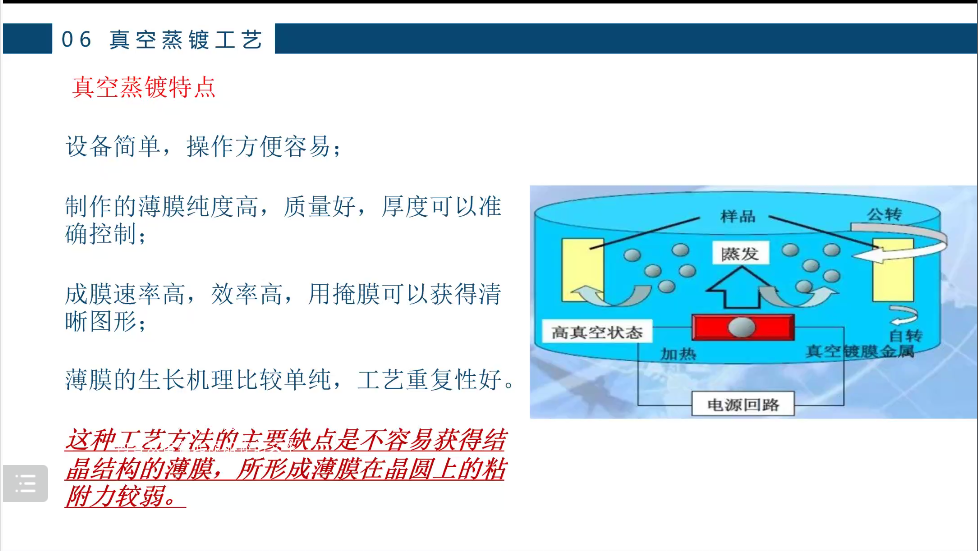 06 真空蒸镀工艺
真空蒸镀特点
设备简单，操作方便容易；
制作的薄膜纯度高，质量好，厚度可以准
确控制；
成膜速率高，效率高，用掩膜可以获得清
晰图形；
薄膜的生长机理比较单纯，工艺重复性好。
这种工艺方法的主要缺点是不容易获得结
晶结构的薄膜，所形成薄膜在晶圆上的粘
附力较弱。
样品
公转
蒸发
高真空状态
自转
加热
真空镀膜金属
电源回路